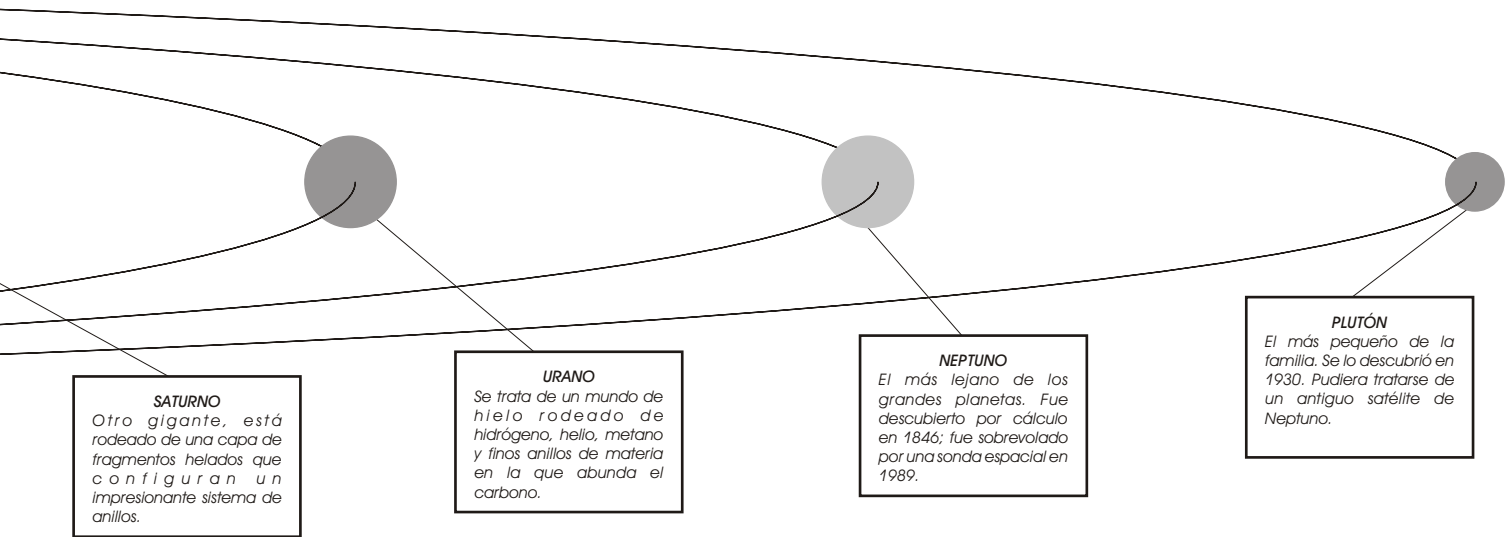 SATURNO
Otro gigante, está
rodeado de una capa de
fragmentos helados que
configuran un
impresionante sistema de
anillos.
URANO
Se trata de un mundo de
hielo rodeado de
hidrógeno, helio, metano
y finos anillos de materia
en la que abunda el
carbono.
NEPTUNO
El más lejano de los
grandes planetas. Fue
descubierto por cálculo
en 1846; fue sobrevolado
por una sonda espacial en
1989.
PLUTÓN
El más pequeño de la
familia. Se lo descubrió en
1930. Pudiera tratarse de
un antiguo satélite de
Neptuno.